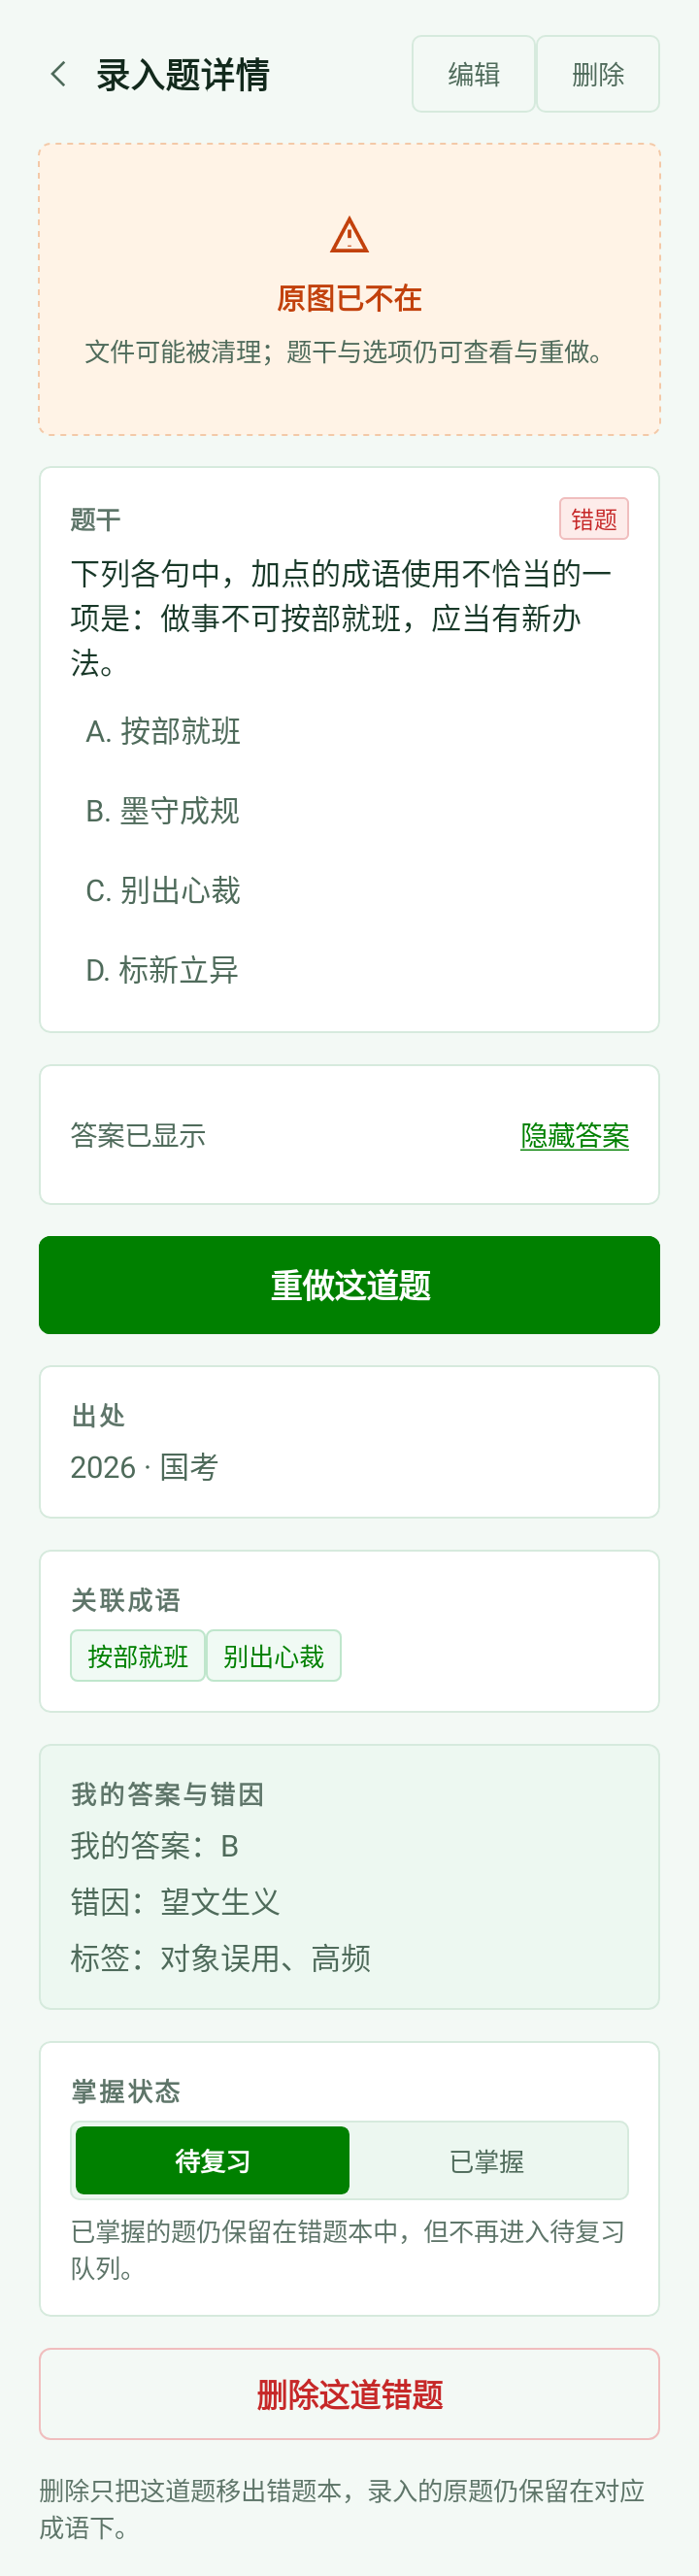 录入题详情
编辑
删除
原图已不在
文件可能被清理；题干与选项仍可查看与重做。
题干
错题
下列各句中，加点的成语使用不恰当的一
项是：做事不可按部就班，应当有新办
法。
A. 按部就班
B. 墨守成规
C. 别出心裁
D. 标新立异
答案已显示
隐藏答案
重做这道题
出处
2026 · 国考
关联成语
按部就班
别出心裁
我的答案与错因
我的答案：B
错因：望文生义
标签：对象误用、高频
掌握状态
待复习
已掌握
已掌握的题仍保留在错题本中，但不再进入待复习
队列。
删除这道错题
删除只把这道题移出错题本，录入的原题仍保留在对应
成语下。